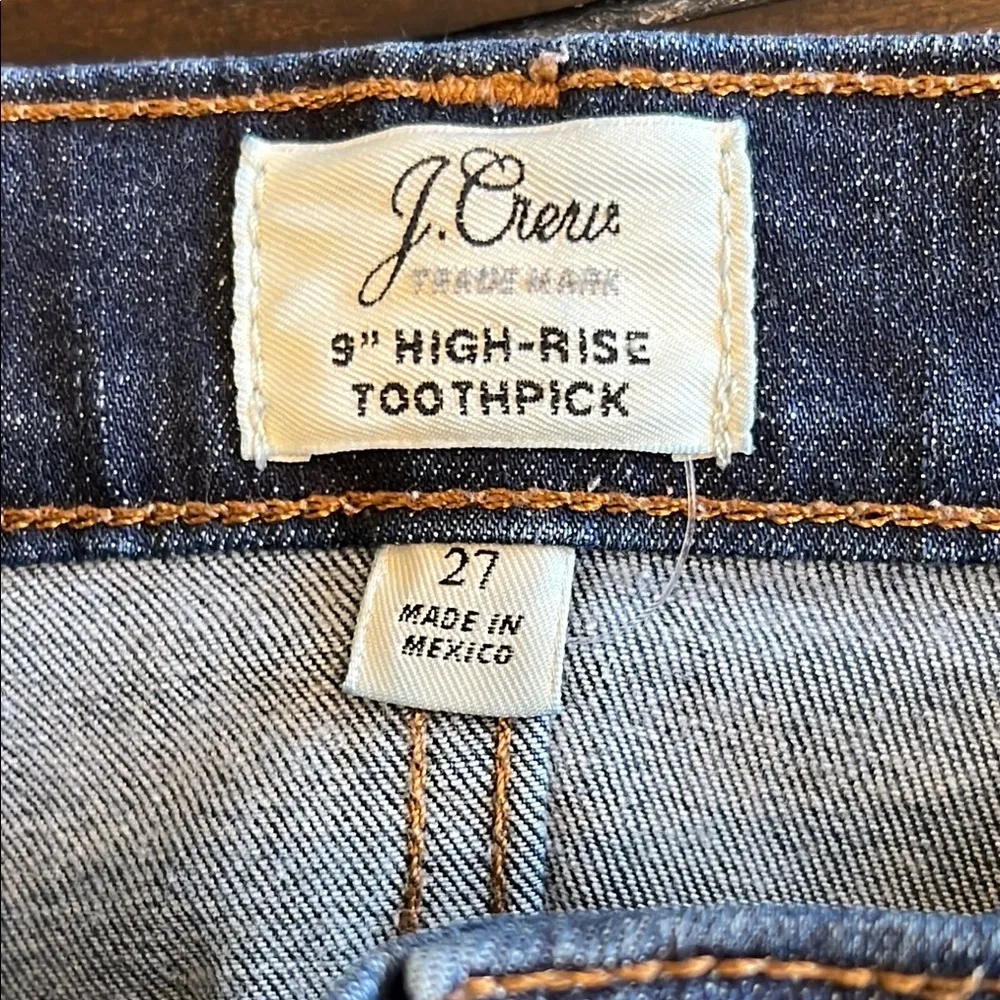 J.Crew
TRADE MARK
9" HIGH-RISE
TOOTHPICK
27
MADE IN
MEXICO